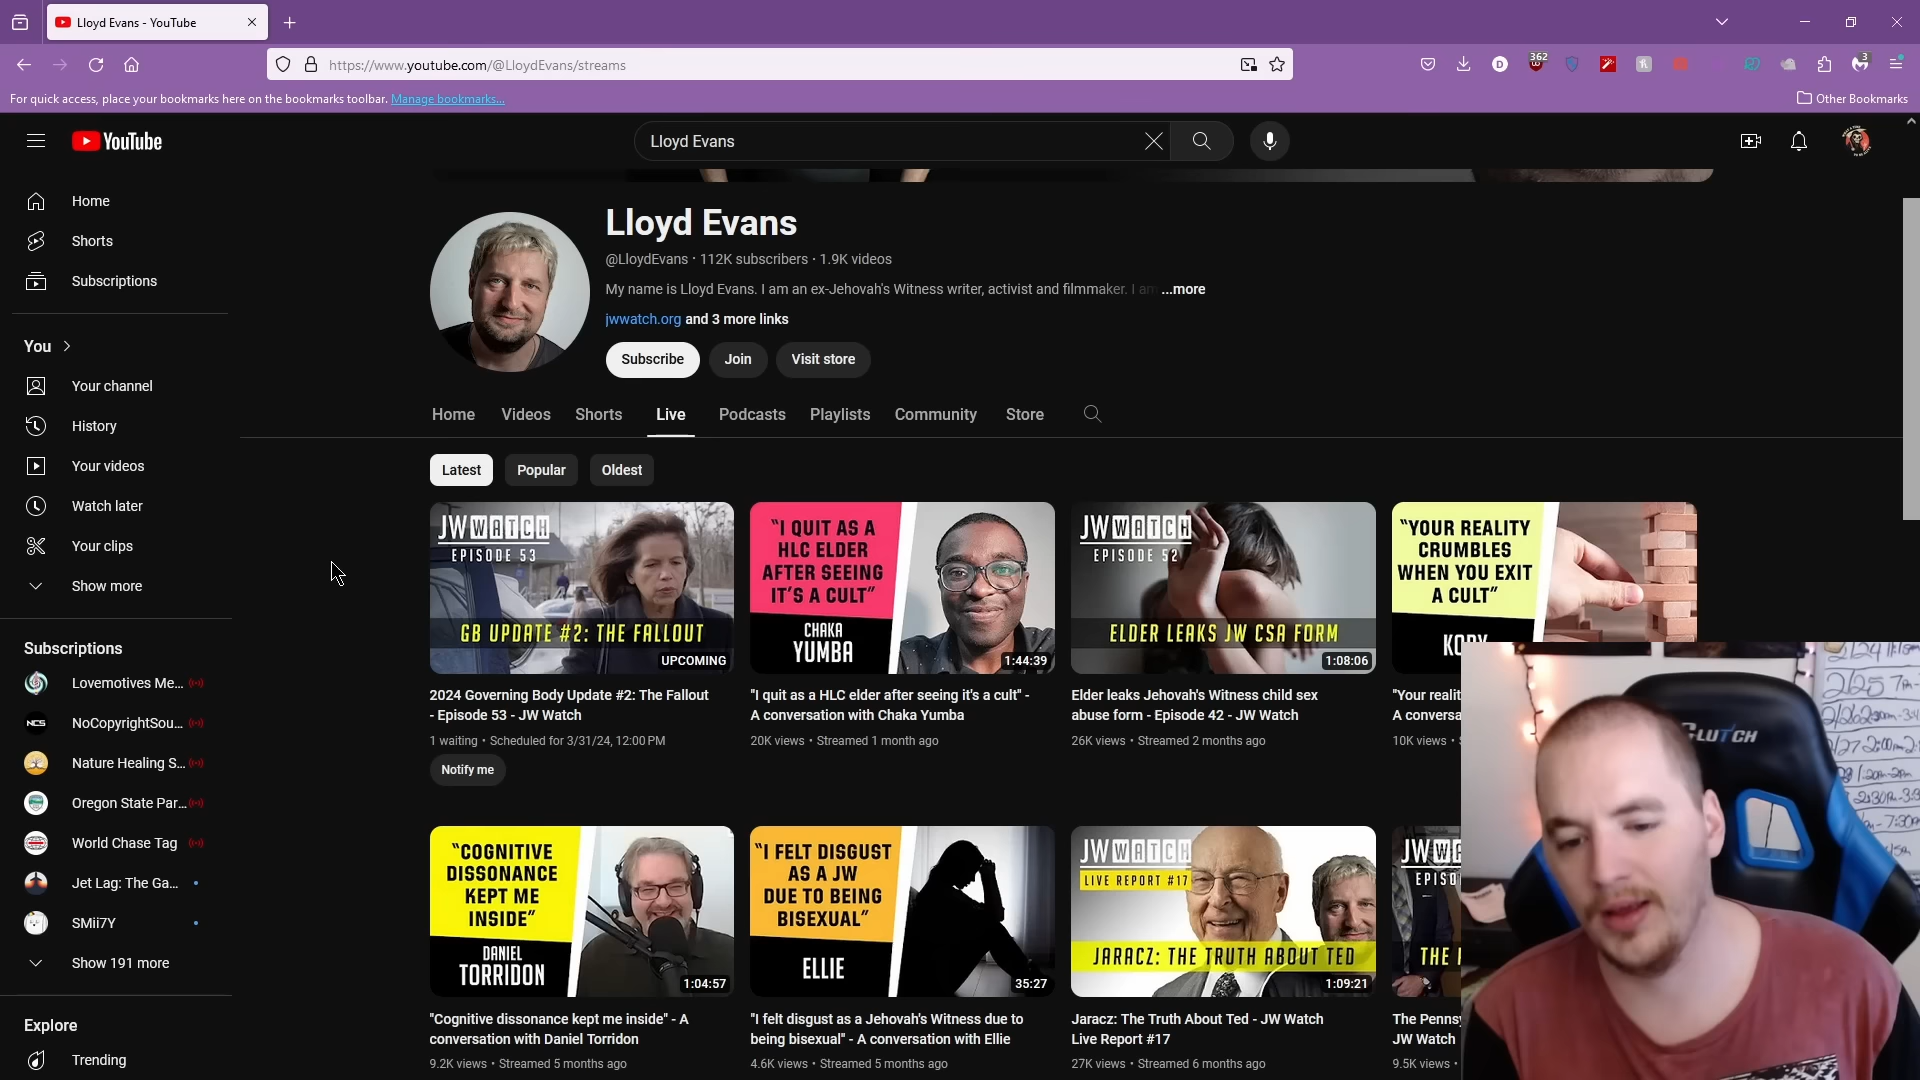 Lloyd Evans - YouTube
https://www.youtube.com/@LloydEvans/streams
362
3
For quick access, place your bookmarks here on the bookmarks toolbar. Manage bookmarks...
Other Bookmarks
YouTube
Lloyd Evans
Home
Shorts
Subscriptions
You
Your channel
History
Your videos
Watch later
Your clips
Show more
Subscriptions
Lovemotives Me...
NCS
NoCopyrightSou...
Nature Healing S...
Oregon State Par...
World Chase Tag
Jet Lag: The Ga...
SMii7Y
Show 191 more
Explore
Trending
Lloyd Evans
@LloydEvans · 112K subscribers · 1.9K videos
My name is Lloyd Evans. I am an ex-Jehovah's Witness writer, activist and filmmaker. I am ...more
jwwatch.org and 3 more links
Subscribe
Join
Visit store
Home
Videos
Shorts
Live
Podcasts
Playlists
Community
Store
Latest
Popular
Oldest
JW WATCH
EPISODE 53
GB UPDATE #2: THE FALLOUT
UPCOMING
2024 Governing Body Update #2: The Fallout
- Episode 53 - JW Watch
1 waiting • Scheduled for 3/31/24, 12:00 PM
Notify me
"I QUIT AS A
HLC ELDER
AFTER SEEING
IT'S A CULT"
CHAKA
YUMBA
1:44:39
"I quit as a HLC elder after seeing it's a cult" -
A conversation with Chaka Yumba
20K views • Streamed 1 month ago
JW WATCH
EPISODE 52
ELDER LEAKS JW CSA FORM
1:08:06
Elder leaks Jehovah's Witness child sex
abuse form - Episode 42 - JW Watch
26K views • Streamed 2 months ago
"YOUR REALITY
CRUMBLES
WHEN YOU EXIT
A CULT"
"Your realit
A conversa
10K views •
"COGNITIVE
DISSONANCE
KEPT ME
INSIDE"
DANIEL
TORRIDON
1:04:57
"Cognitive dissonance kept me inside" - A
conversation with Daniel Torridon
9.2K views • Streamed 5 months ago
"I FELT DISGUST
AS A JW
DUE TO BEING
BISEXUAL"
ELLIE
35:27
"I felt disgust as a Jehovah's Witness due to
being bisexual" - A conversation with Ellie
4.6K views • Streamed 5 months ago
JW WATCH
LIVE REPORT #17
JARACZ: THE TRUTH ABOUT TED
1:09:21
Jaracz: The Truth About Ted - JW Watch
Live Report #17
27K views • Streamed 6 months ago
EPISO
THE
The Penns
JW Watch
9.5K views •
CLUTCH